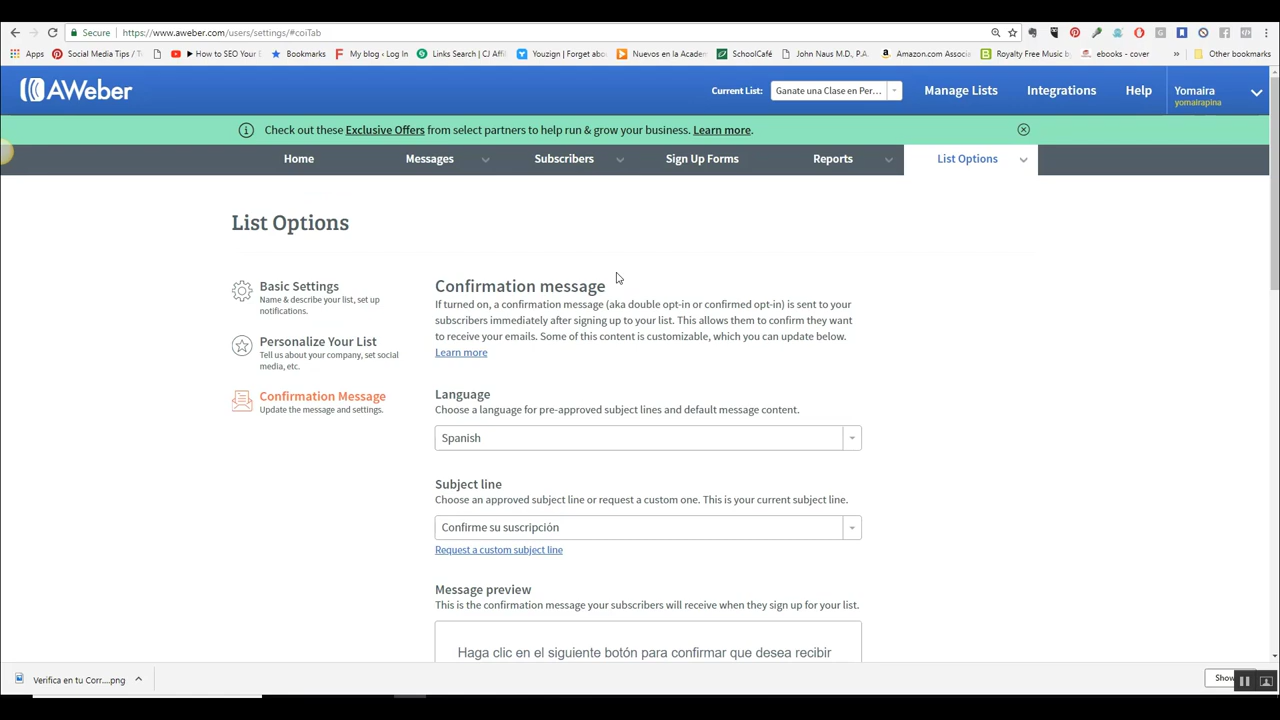 Secure https://www.aweber.com/users/settings/#coiTab
Apps Social Media Tips / T ► How to SEO Your Bookmarks My blog ‹ Log In Links Search | CJ Affil Youzign | Forget abo Nuevos en la Acaden SchoolCafé John Naus M.D., P.A. Amazon.com Associa Royalty Free Music b ebooks - cover » Other bookmarks
AWeber Current List: Ganate una Clase en Per... Manage Lists Integrations Help Yomaira
yomairapina
Check out these Exclusive Offers from select partners to help run & grow your business. Learn more.
Home Messages Subscribers Sign Up Forms Reports List Options
List Options
Basic Settings
Name & describe your list, set up
notifications.
Personalize Your List
Tell us about your company, set social
media, etc.
Confirmation Message
Update the message and settings.
Confirmation message
If turned on, a confirmation message (aka double opt-in or confirmed opt-in) is sent to your
subscribers immediately after signing up to your list. This allows them to confirm they want
to receive your emails. Some of this content is customizable, which you can update below.
Learn more
Language
Choose a language for pre-approved subject lines and default message content.
Spanish
Subject line
Choose an approved subject line or request a custom one. This is your current subject line.
Confirme su suscripción
Request a custom subject line
Message preview
This is the confirmation message your subscribers will receive when they sign up for your list.
Haga clic en el siguiente botón para confirmar que desea recibir
Verifica en tu Corr....png
Show